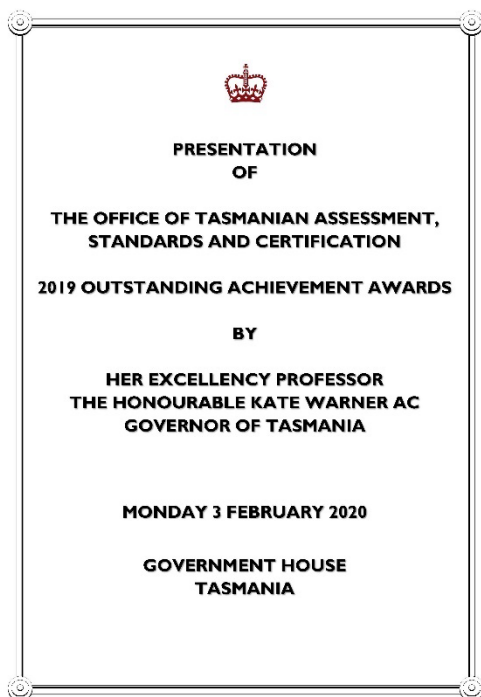 PRESENTATION
OF
THE OFFICE OF TASMANIAN ASSESSMENT,
STANDARDS AND CERTIFICATION
2019 OUTSTANDING ACHIEVEMENT AWARDS
BY
HER EXCELLENCY PROFESSOR
THE HONOURABLE KATE WARNER AC
GOVERNOR OF TASMANIA
MONDAY 3 FEBRUARY 2020
GOVERNMENT HOUSE
TASMANIA